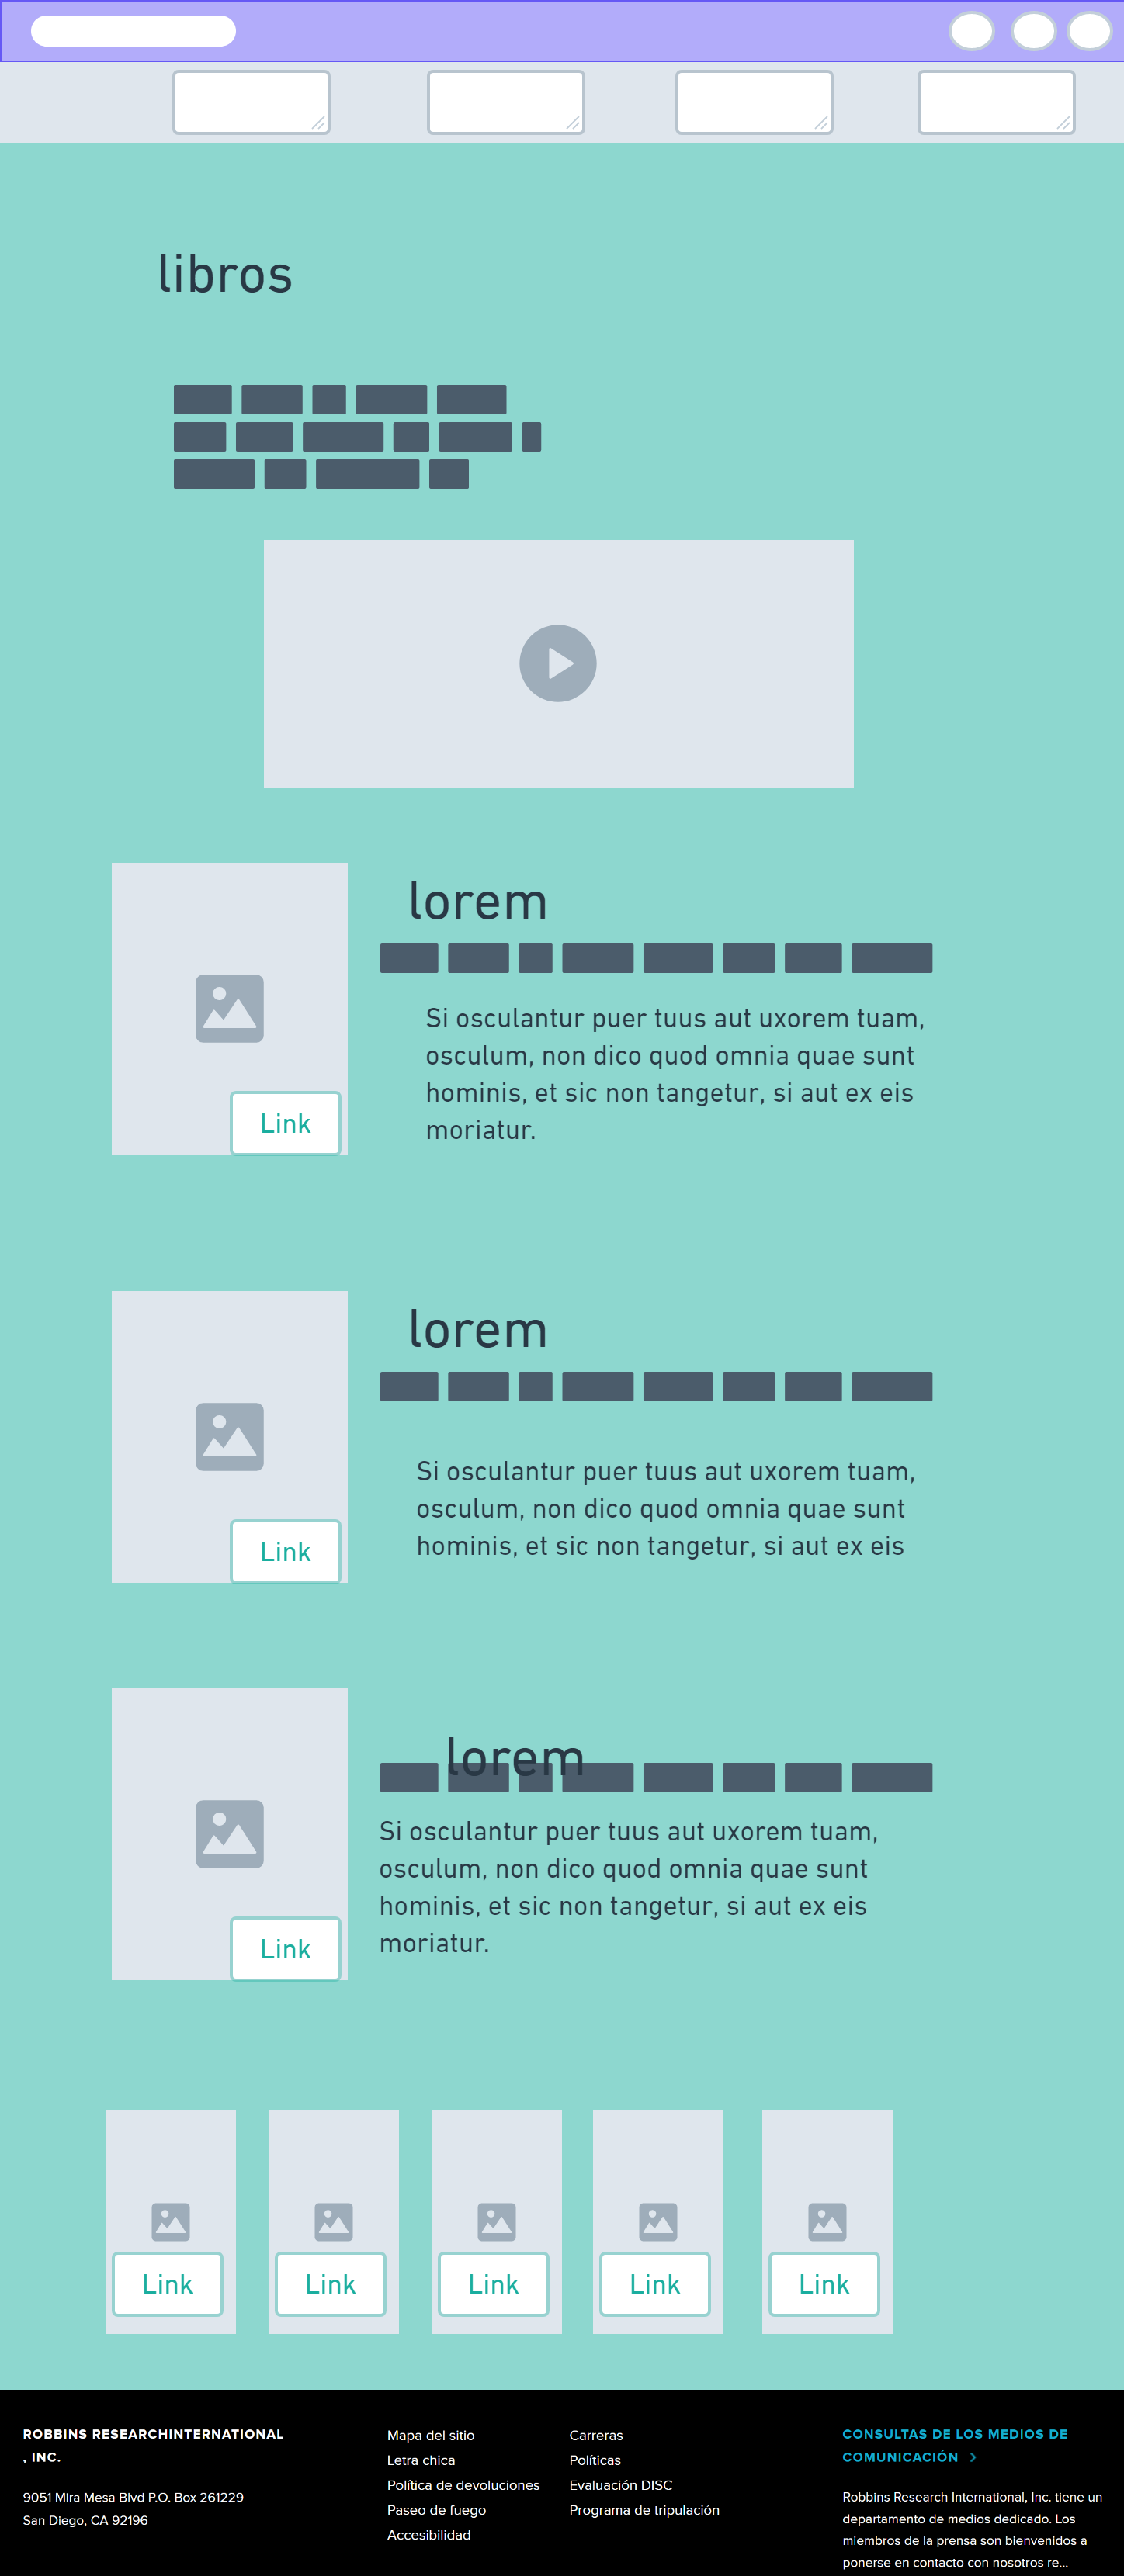 libros
lorem
Si osculantur puer tuus aut uxorem tuam,
osculum, non dico quod omnia quae sunt
hominis, et sic non tangetur, si aut ex eis
moriatur.
Link
lorem
Si osculantur puer tuus aut uxorem tuam,
osculum, non dico quod omnia quae sunt
hominis, et sic non tangetur, si aut ex eis
Link
lorem
Si osculantur puer tuus aut uxorem tuam,
osculum, non dico quod omnia quae sunt
hominis, et sic non tangetur, si aut ex eis
moriatur.
Link
Link
Link
Link
Link
Link
ROBBINS RESEARCHINTERNATIONAL
, INC.
9051 Mira Mesa Blvd P.O. Box 261229
San Diego, CA 92196
Mapa del sitio
Letra chica
Política de devoluciones
Paseo de fuego
Accesibilidad
Carreras
Políticas
Evaluación DISC
Programa de tripulación
CONSULTAS DE LOS MEDIOS DE
COMUNICACIÓN >
Robbins Research International, Inc. tiene un
departamento de medios dedicado. Los
miembros de la prensa son bienvenidos a
ponerse en contacto con nosotros re...